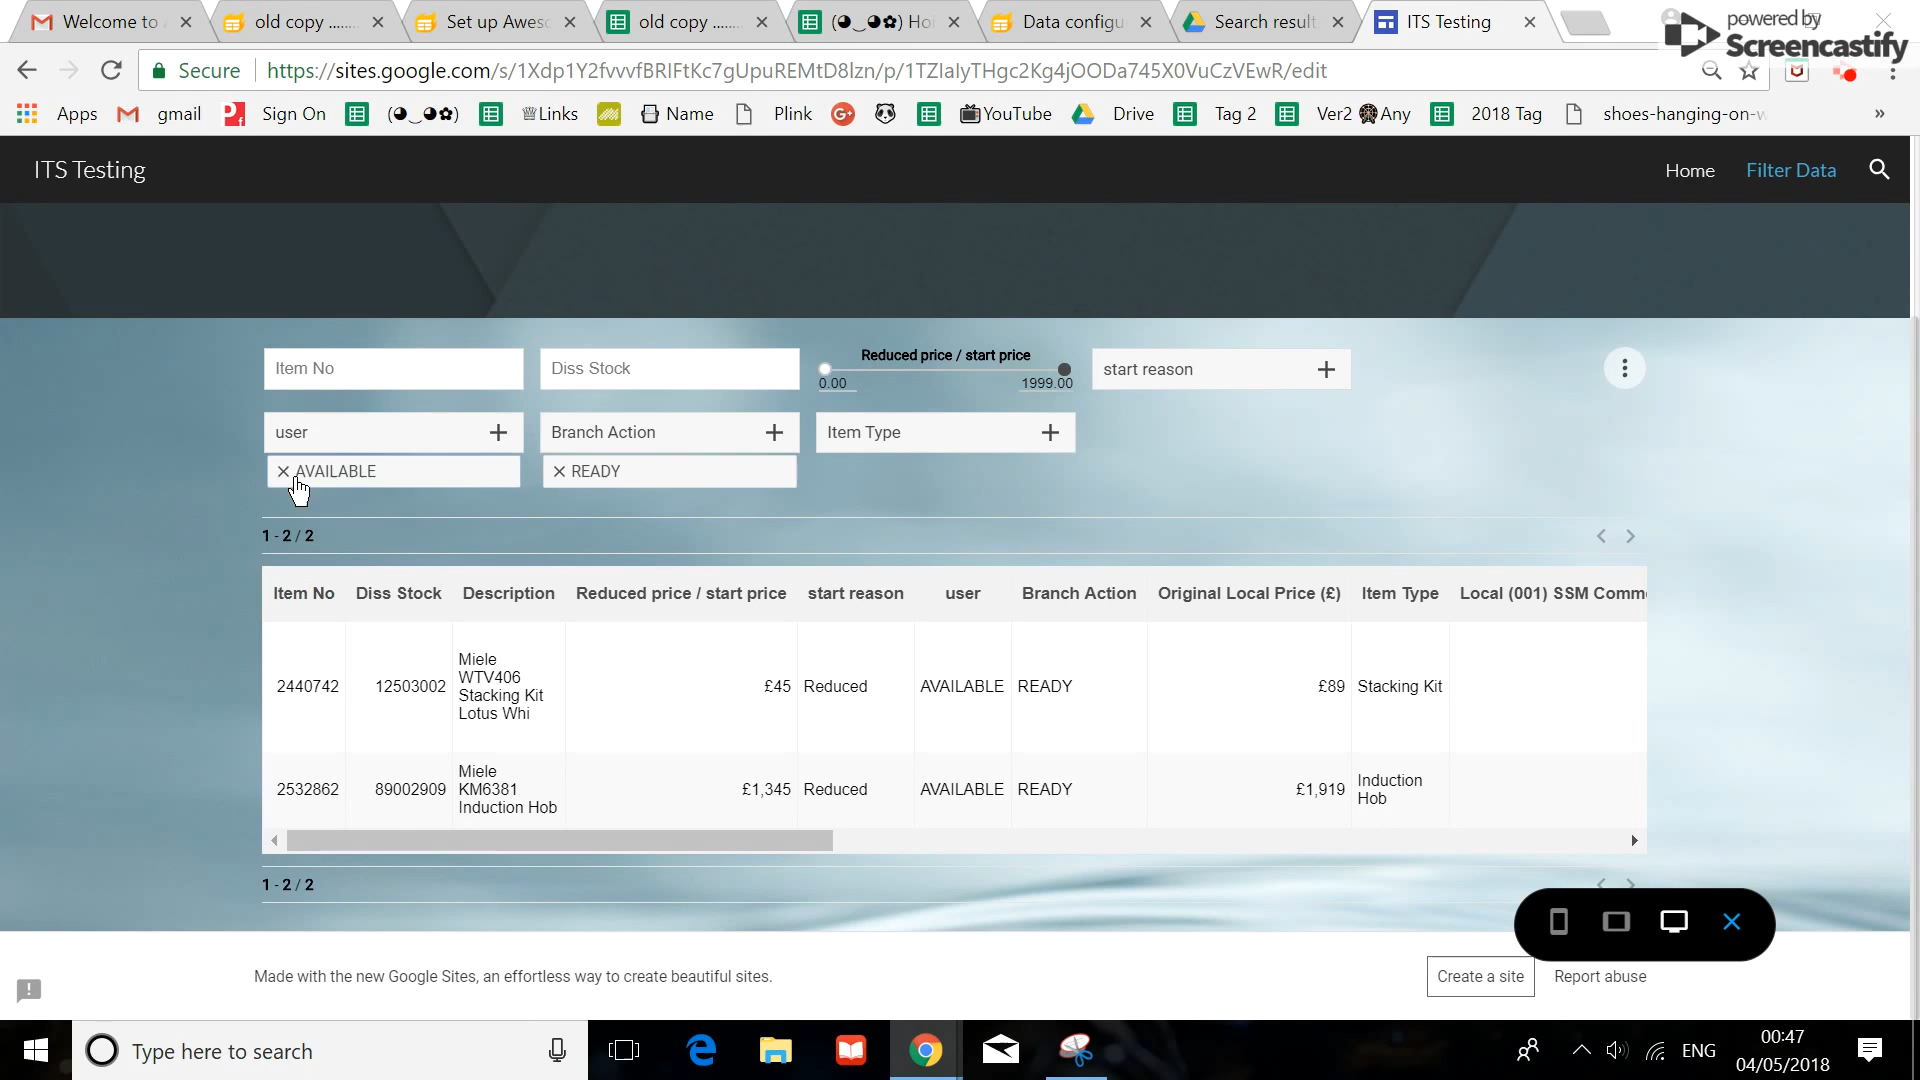 Welcome to
old copy ........
Set up Aweso
old copy ........
(◕‿◕✿) Ho
Data configu
Search result
ITS Testing
powered by
Screencastify
Secure
https://sites.google.com/s/1Xdp1Y2fvvvfBRIFtKc7gUpuREMtD8lzn/p/1TZIaIyTHgc2Kg4jOODa745X0VuCzVEwR/edit
Apps
gmail
Sign On
(◕‿◕✿)
♕Links
Name
Plink
YouTube
Drive
Tag 2
Ver2 Any
2018 Tag
shoes-hanging-on-w
»
ITS Testing
Home
Filter Data
Item No
Diss Stock
Reduced price / start price
0.00
1999.00
start reason
user
Branch Action
Item Type
AVAILABLE
READY
1 - 2 / 2
Item No Diss Stock Description Reduced price / start price start reason user Branch Action Original Local Price (£) Item Type Local (001) SSM Comme
2440742 12503002
Miele
WTV406
Stacking Kit
Lotus Whi
£45 Reduced AVAILABLE READY £89 Stacking Kit
2532862 89002909
Miele
KM6381
Induction Hob
£1,345 Reduced AVAILABLE READY £1,919
Induction
Hob
1 - 2 / 2
Made with the new Google Sites, an effortless way to create beautiful sites.
Create a site
Report abuse
Type here to search
ENG
00:47
04/05/2018